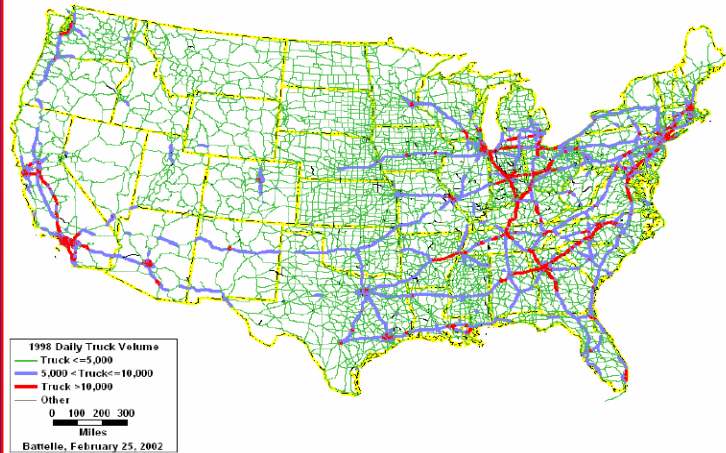 1998 Daily Truck Volume
Truck <=5,000
5,000 <Truck<=10,000
Truck >10,000
Other
0 100 200 300
Miles
Battelle, February 25, 2002